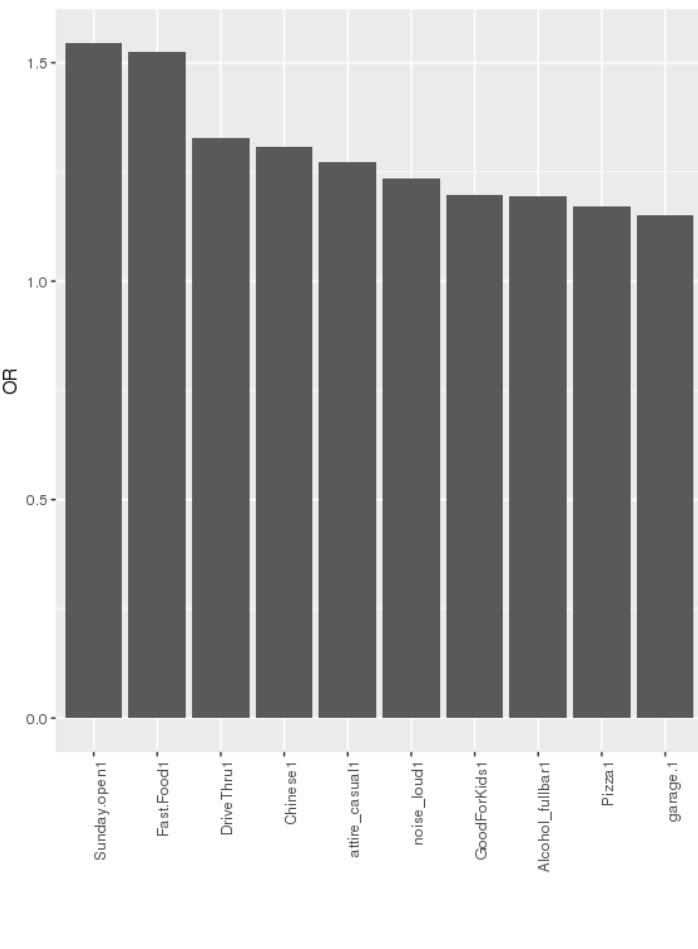 OR
1.5
1.0
0.5
0.0
Sunday.open1
Fast.Food1
DriveThru1
Chinese1
attire_casual1
noise_loud1
GoodForKids1
Alcohol_fullbar1
Pizza1
garage.1